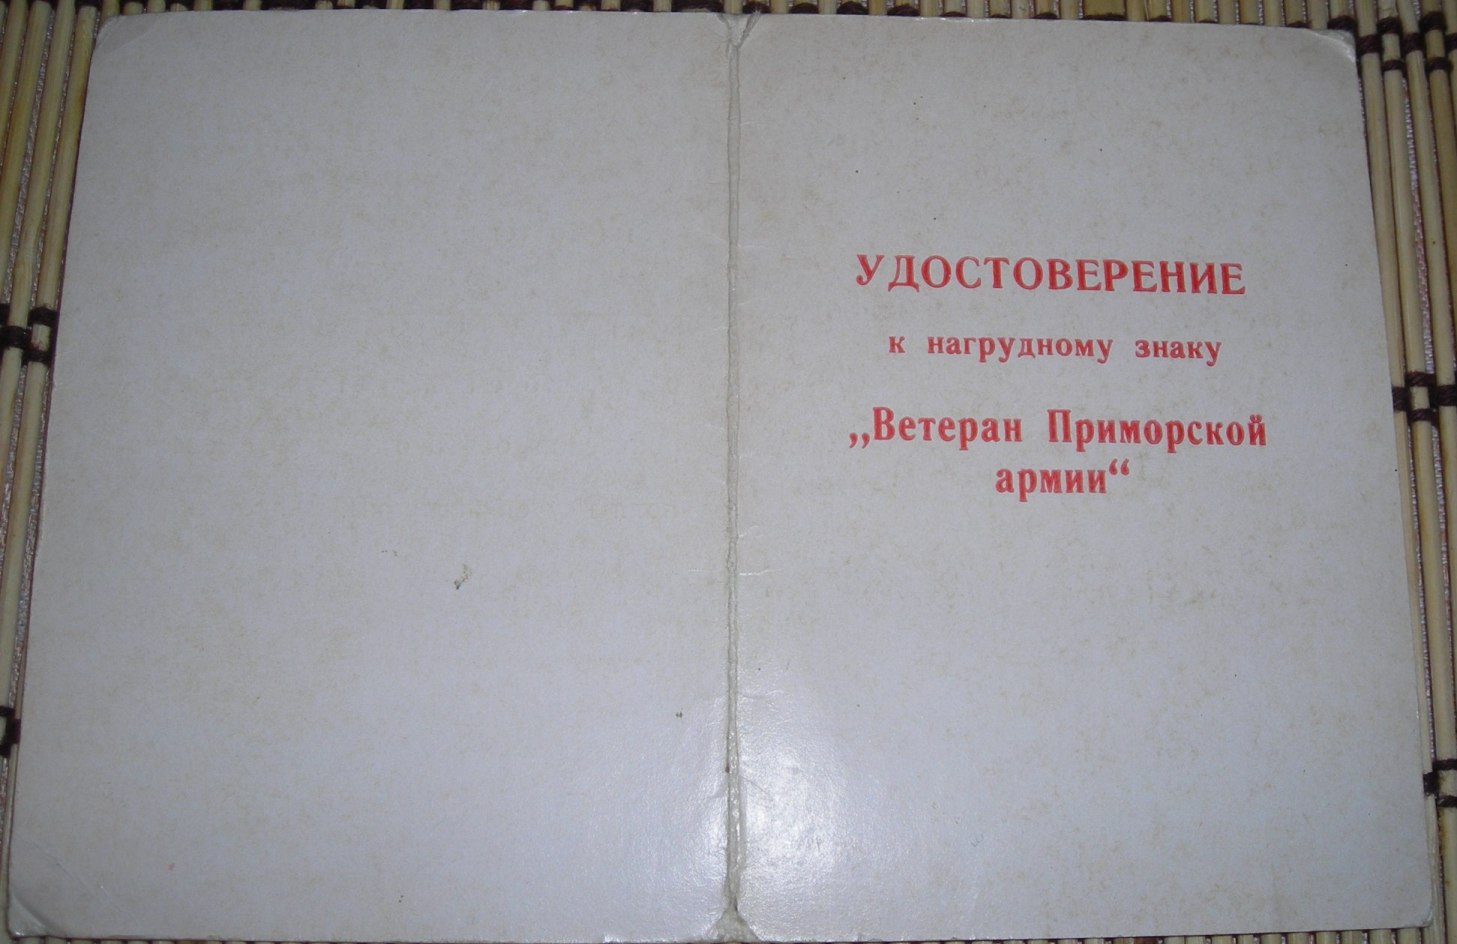 УДОСТОВЕРЕНИЕ
к нагрудному знаку
„Ветеран Приморской
армии“